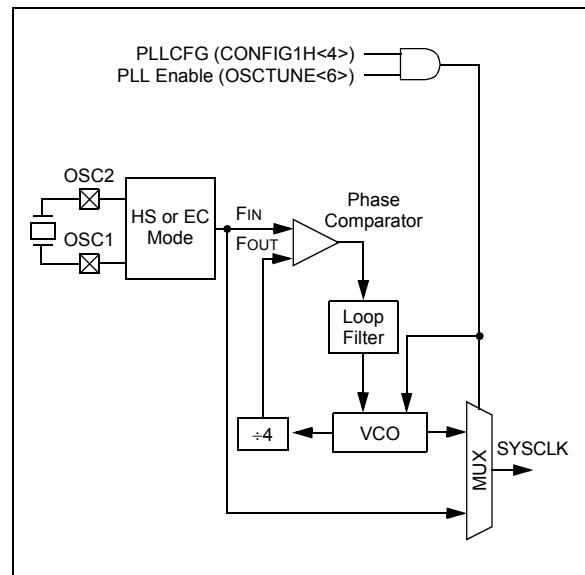 PLLCFG (CONFIG1H<4>)
PLL Enable (OSCTUNE<6>)
OSC2
OSC1
HS or EC
Mode
FIN
FOUT
Phase
Comparator
Loop
Filter
÷4
VCO
MUX
SYSCLK